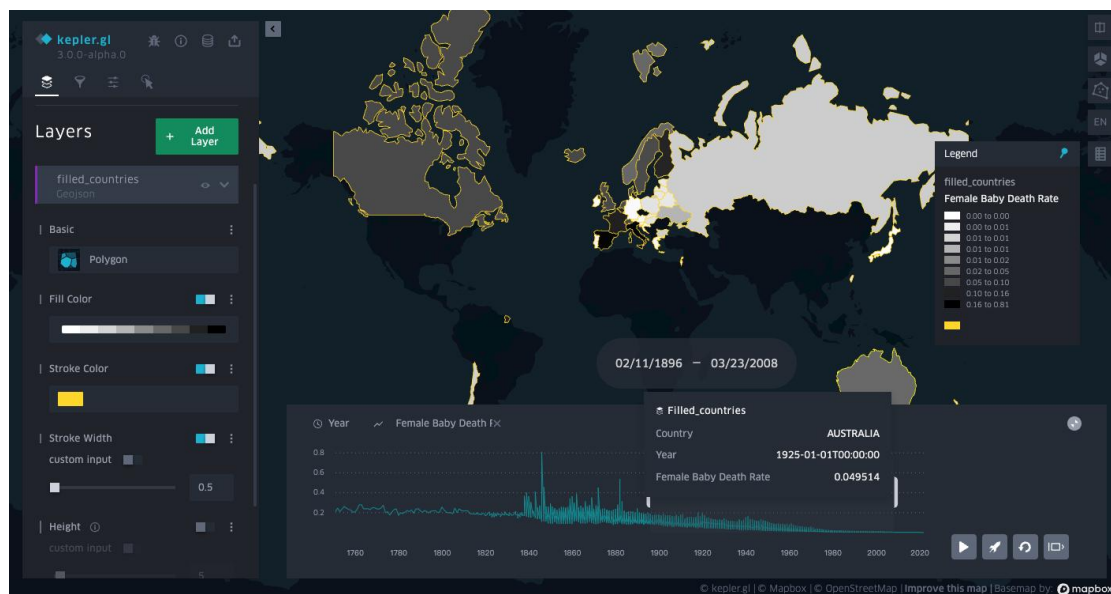 kepler.gl
3.0.0-alpha.0
Layers
+ Add Layer
filled_countries
Geojson
Basic
Polygon
Fill Color
Stroke Color
Stroke Width
custom input
0.5
Height
custom input
5
EN
Legend
filled_countries
Female Baby Death Rate
0.00 to 0.00
0.00 to 0.01
0.01 to 0.01
0.01 to 0.01
0.01 to 0.02
0.02 to 0.05
0.05 to 0.10
0.10 to 0.16
0.16 to 0.81
02/11/1896 – 03/23/2008
Filled_countries
Country AUSTRALIA
Year 1925-01-01T00:00:00
Female Baby Death Rate 0.049514
Year Female Baby Death R
0.8
0.6
0.4
0.2
1760 1780 1800 1820 1840 1860 1880 1900 1920 1940 1960 1980 2000 2020
© kepler.gl | © Mapbox | © OpenStreetMap | Improve this map | Basemap by: mapbox